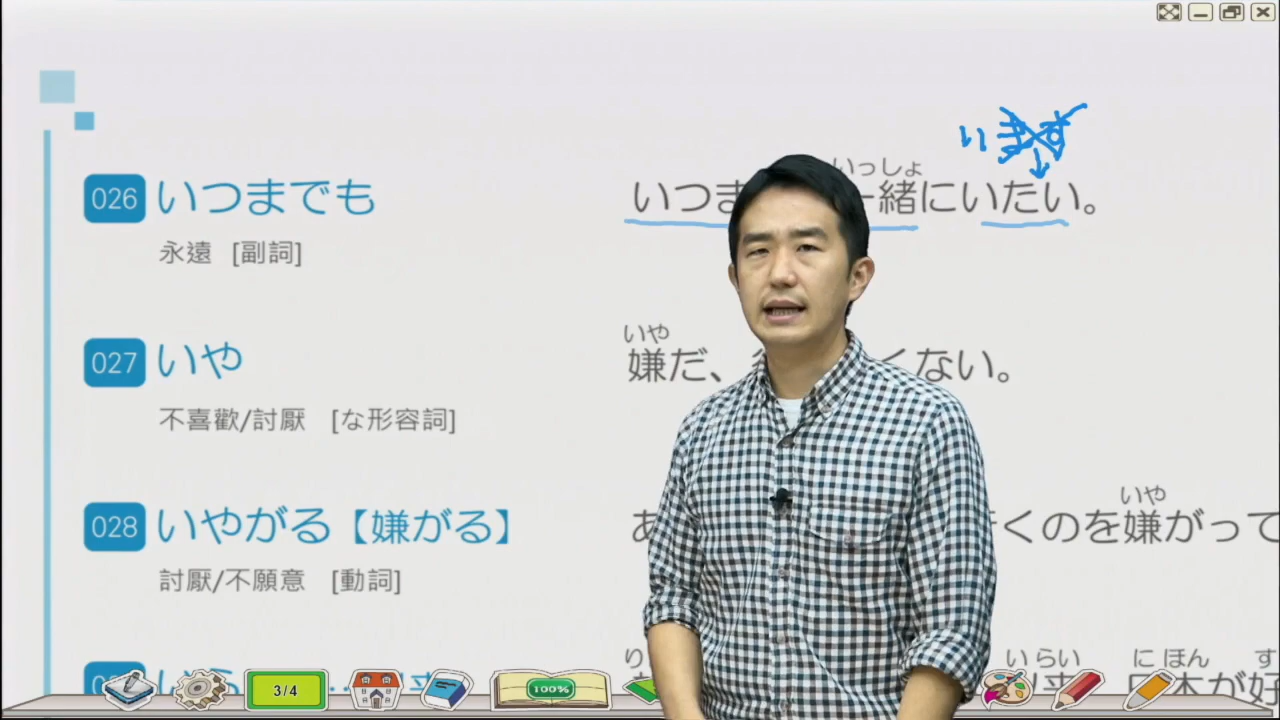 います
いっしょ
026 いつまでも いつま 緒にいたい。
永遠 [副詞]
いや
027 いや 嫌だ、 くない。
不喜歡/討厭 [な形容詞]
いや
028 いやがる【嫌がる】 あ くのを嫌がって
討厭/不願意 [動詞]
り いらい にほん す
3/4
100%
本が好